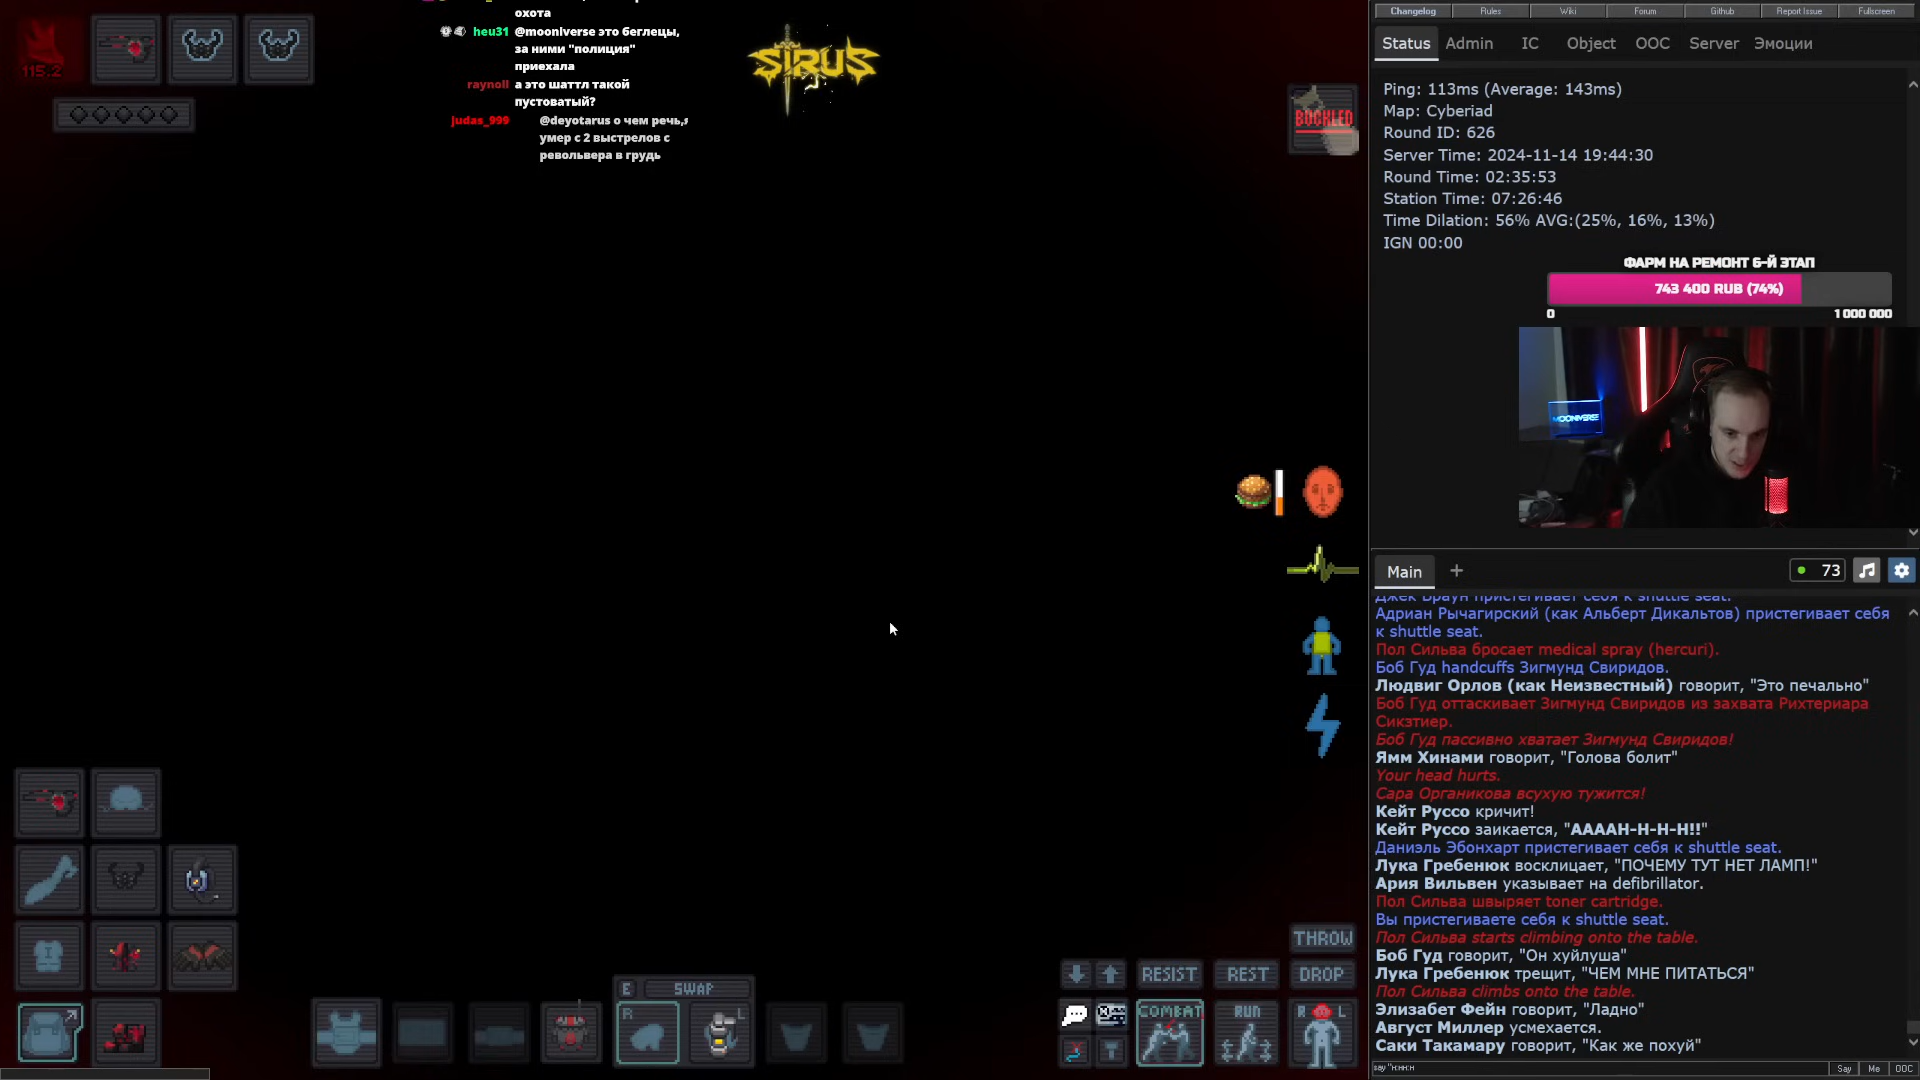 охота
heu31 @mooniverse это беглецы,
за ними "полиция"
приехала
raynoll а это шаттл такой
пустоватый?
judas_999 @deyotarus о чем речь,я
умер с 2 выстрелов с
револьвера в грудь
SIRUS
115:2
BUCKLED
E SWAP
R L
THROW
RESIST REST DROP
COMBAT RUN R L
Changelog Rules Wiki Forum Github Report Issue Fullscreen
Status Admin IC Object OOC Server Эмоции
Ping: 113ms (Average: 143ms)
Map: Cyberiad
Round ID: 626
Server Time: 2024-11-14 19:44:30
Round Time: 02:35:53
Station Time: 07:26:46
Time Dilation: 56% AVG:(25%, 16%, 13%)
IGN 00:00
ФАРМ НА РЕМОНТ 6-Й ЭТАП
743 400 RUB (74%)
0 1 000 000
MOONIVERSE
Main + 73
Джек Браун пристегивает себя к shuttle seat.
Адриан Рычагирский (как Альберт Дикальтов) пристегивает себя
к shuttle seat.
Пол Сильва бросает medical spray (hercuri).
Боб Гуд handcuffs Зигмунд Свиридов.
Людвиг Орлов (как Неизвестный) говорит, "Это печально"
Боб Гуд оттаскивает Зигмунд Свиридов из захвата Рихтериара
Сикзтиер.
Боб Гуд пассивно хватает Зигмунд Свиридов!
Ямм Хинами говорит, "Голова болит"
Your head hurts.
Сара Органикова всухую тужится!
Кейт Руссо кричит!
Кейт Руссо заикается, "АААAН-Н-Н-Н!!"
Даниэль Эбонхарт пристегивает себя к shuttle seat.
Лука Гребенюк восклицает, "ПОЧЕМУ ТУТ НЕТ ЛАМП!"
Ария Вильвен указывает на defibrillator.
Пол Сильва швыряет toner cartridge.
Вы пристегиваете себя к shuttle seat.
Пол Сильва starts climbing onto the table.
Боб Гуд говорит, "Он хуйлуша"
Лука Гребенюк трещит, "ЧЕМ МНЕ ПИТАТЬСЯ"
Пол Сильва climbs onto the table.
Элизабет Фейн говорит, "Ладно"
Август Миллер усмехается.
Саки Такамару говорит, "Как же похуй"
Say Me OOC